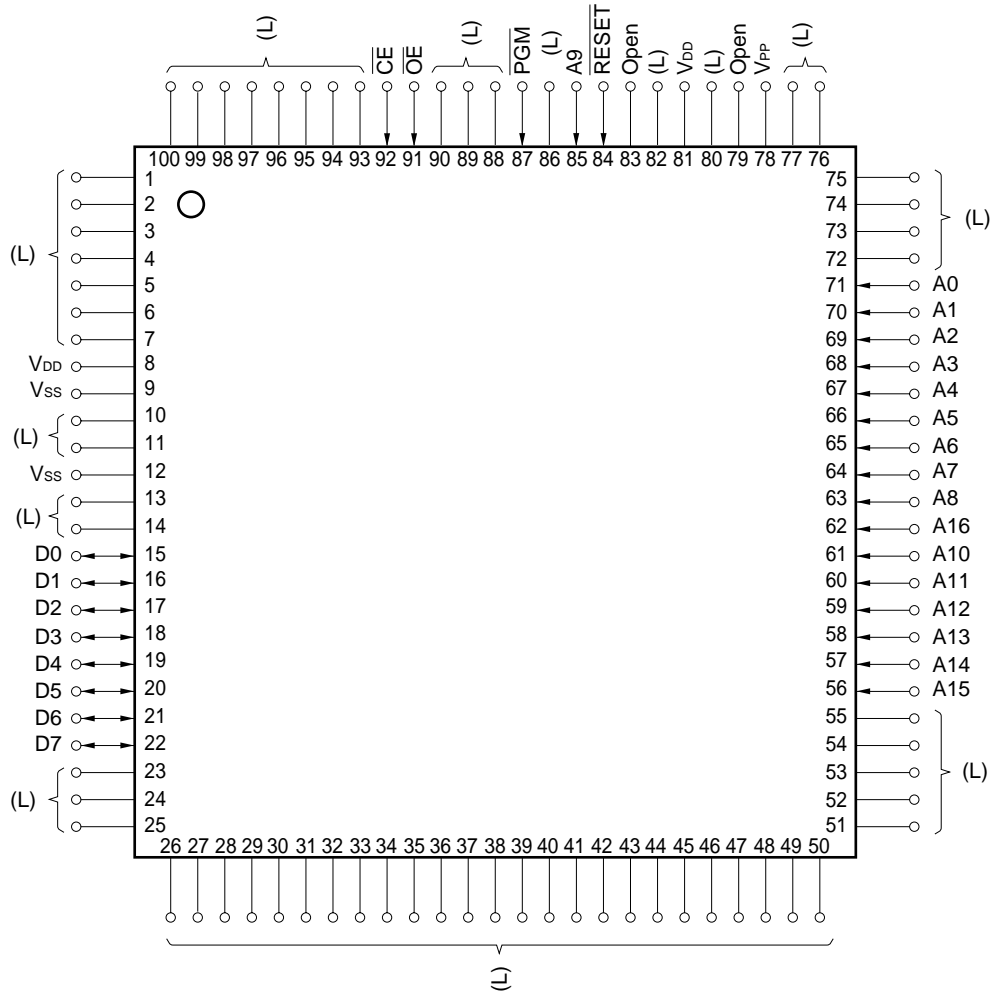 (L) CE OE (L) PGM (L) A9 RESET Open (L) VDD (L) Open VPP (L)
100 99 98 97 96 95 94 93 92 91 90 89 88 87 86 85 84 83 82 81 80 79 78 77 76
1 75
2 74 (L)
3 73
(L) 4 72
5 71 A0
6 70 A1
7 69 A2
VDD 8 68 A3
VSS 9 67 A4
10 66 A5
(L) 11 65 A6
VSS 12 64 A7
13 63 A8
(L) 14 62 A16
D0 15 61 A10
D1 16 60 A11
D2 17 59 A12
D3 18 58 A13
D4 19 57 A14
D5 20 56 A15
D6 21 55
D7 22 54
23 53 (L)
(L) 24 52
25 51
26 27 28 29 30 31 32 33 34 35 36 37 38 39 40 41 42 43 44 45 46 47 48 49 50
(L)